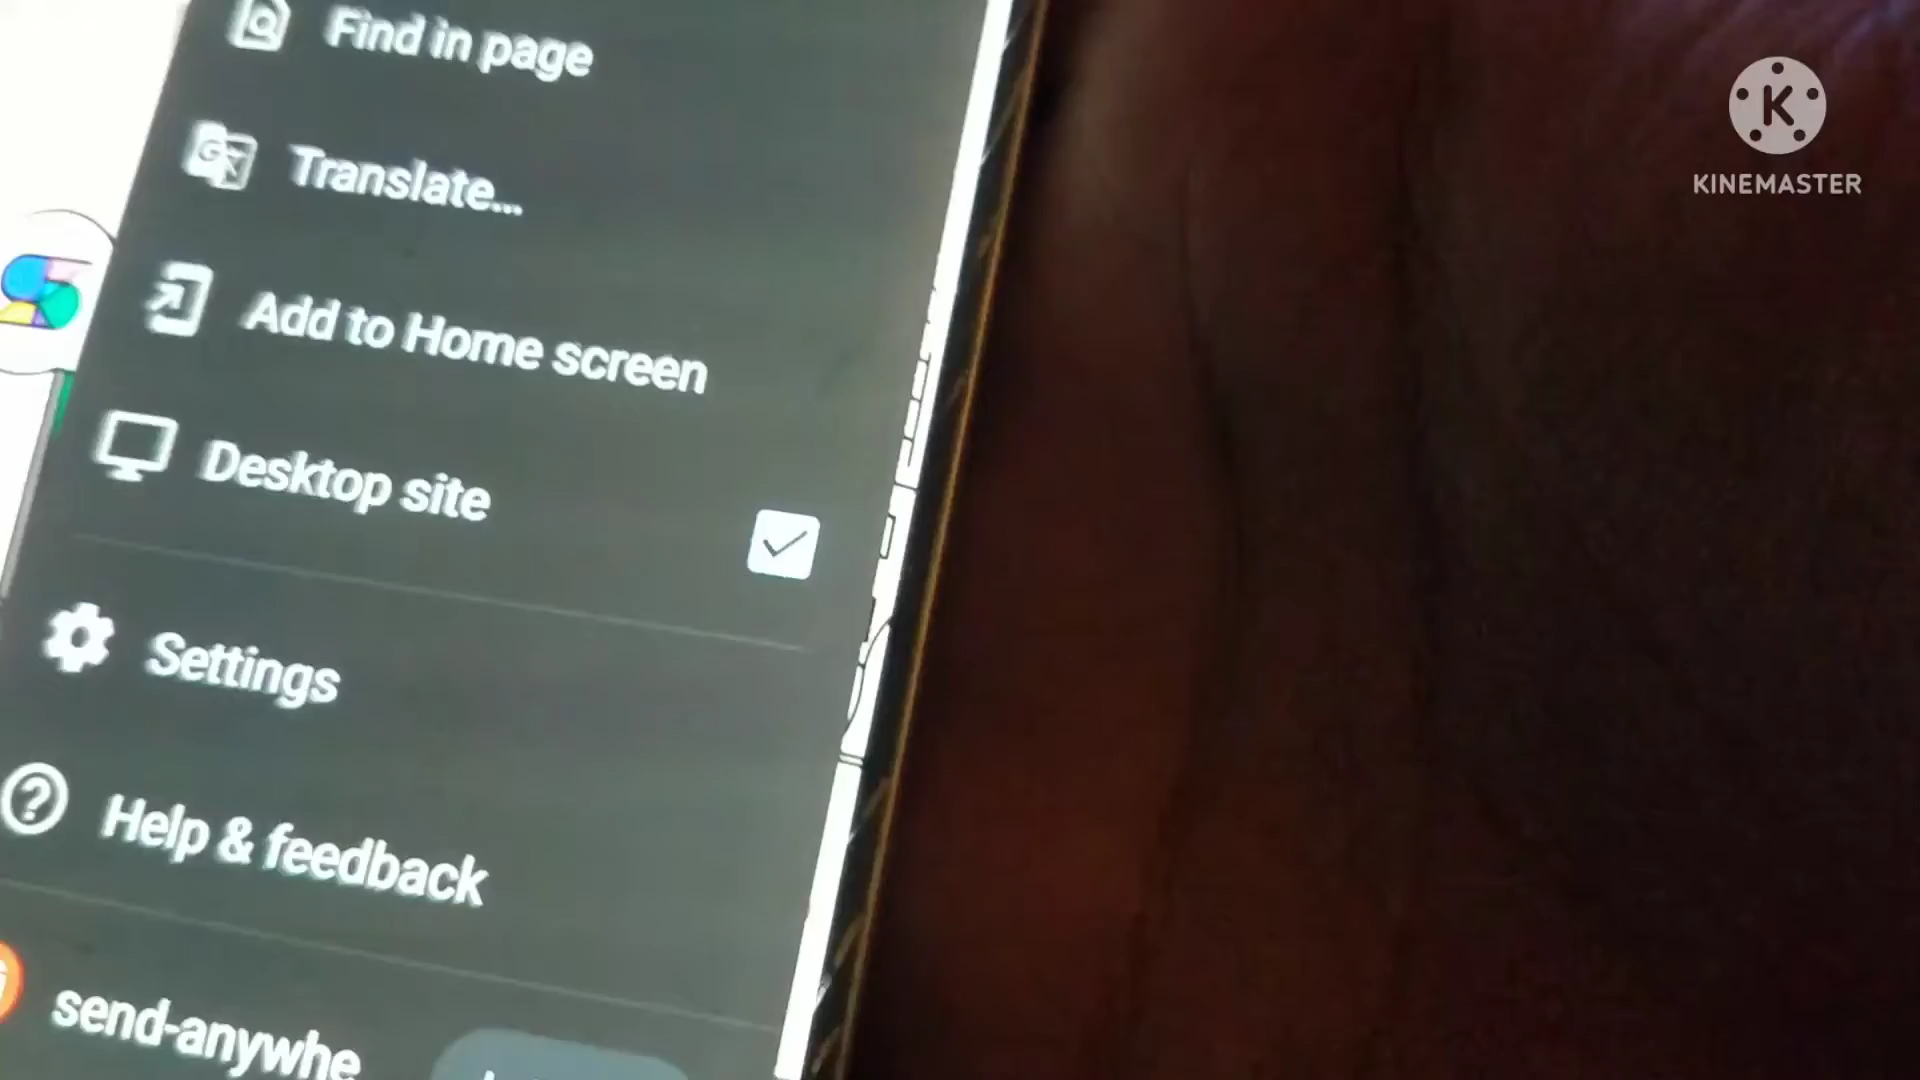 Find in page
Translate...
Add to Home screen
Desktop site
Settings
Help & feedback
send-anywhe
K
KINEMASTER